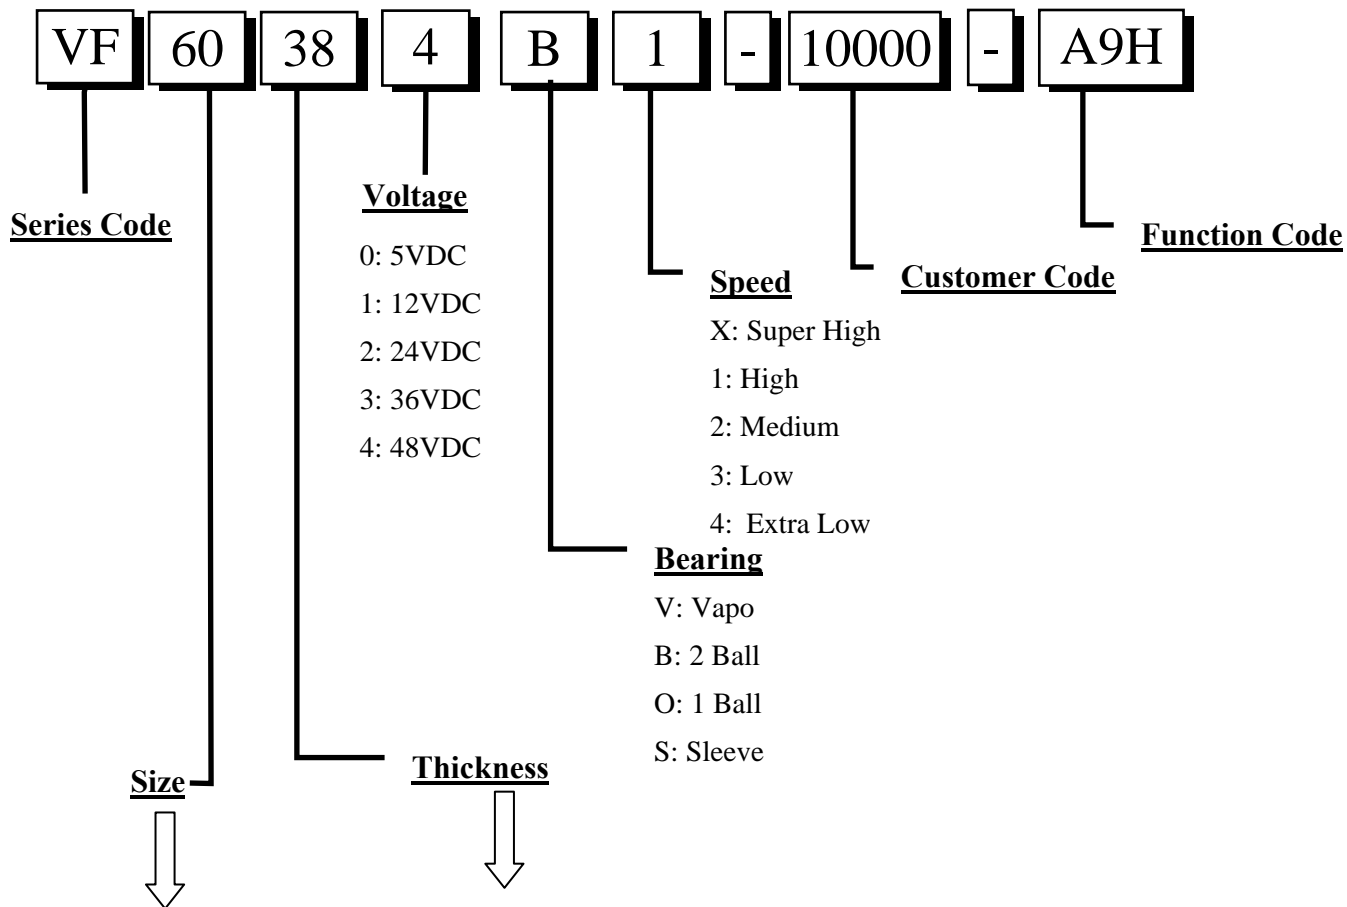 VF 60 38 4 B 1 - 10000 - A9H
Series Code
Voltage
0: 5VDC
1: 12VDC
2: 24VDC
3: 36VDC
4: 48VDC
Function Code
Customer Code
Speed
X: Super High
1: High
2: Medium
3: Low
4: Extra Low
Bearing
V: Vapo
B: 2 Ball
O: 1 Ball
S: Sleeve
Thickness
Size